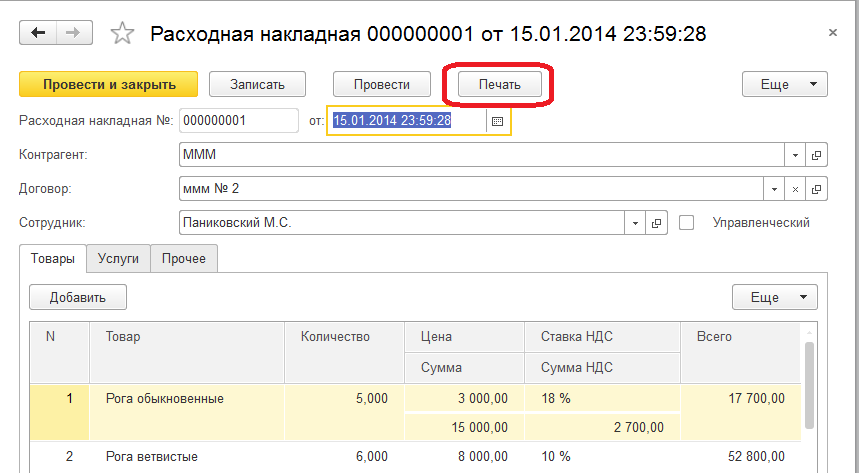 Расходная накладная 000000001 от 15.01.2014 23:59:28
Провести и закрыть Записать Провести Печать Еще
Расходная накладная №: 000000001 от: 15.01.2014 23:59:28
Контрагент: МММ
Договор: ммм № 2
Сотрудник: Паниковский М.С. Управленческий
Товары Услуги Прочее
Добавить Еще
N Товар Количество Цена Ставка НДС Всего
Сумма Сумма НДС
1 Рога обыкновенные 5,000 3 000,00 18 % 17 700,00
15 000,00 2 700,00
2 Рога ветвистые 6,000 8 000,00 10 % 52 800,00